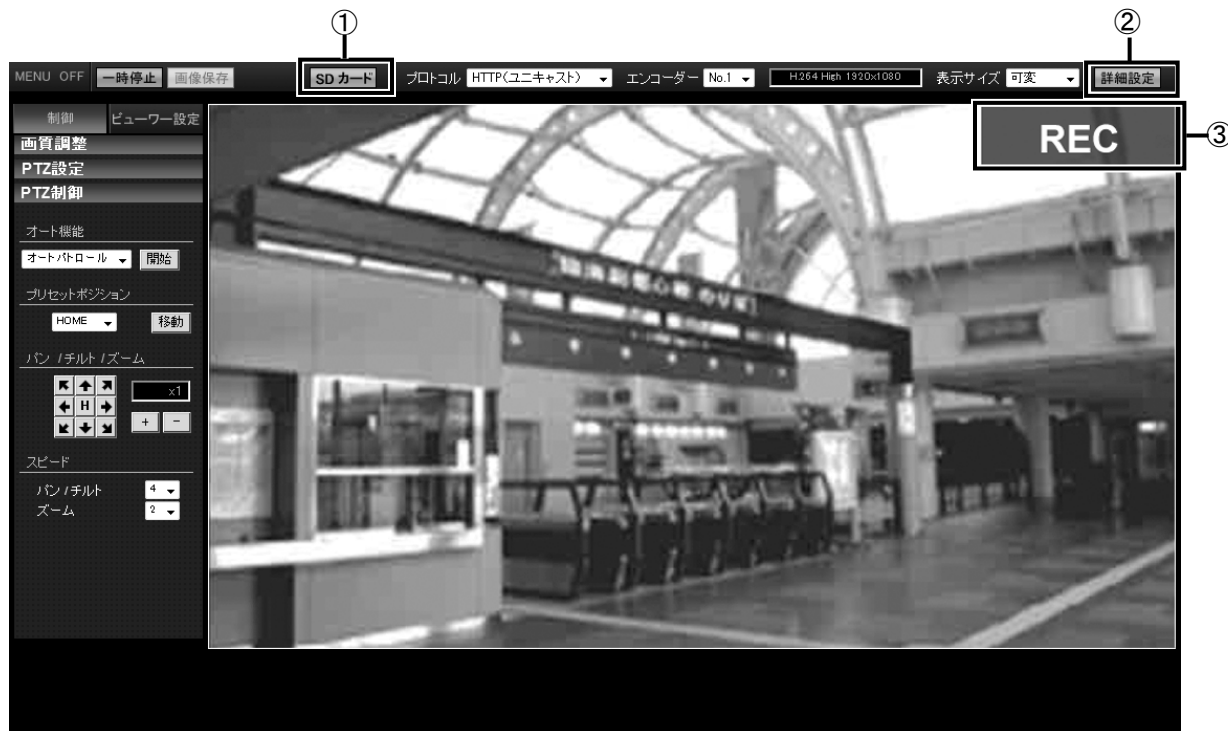 ① ②
MENU OFF 一時停止 画像保存 SD カード プロトコル HTTP(ユニキャスト) エンコーダー No.1 H.264 High 1920x1080 表示サイズ 可変 詳細設定
制御 ビューワー設定
REC ③
画質調整
PTZ設定
PTZ制御
オート機能
オートパトロール 開始
プリセットポジション
HOME 移動
パン /チルト /ズーム
x1
H
+ −
スピード
パン /チルト 4
ズーム 2